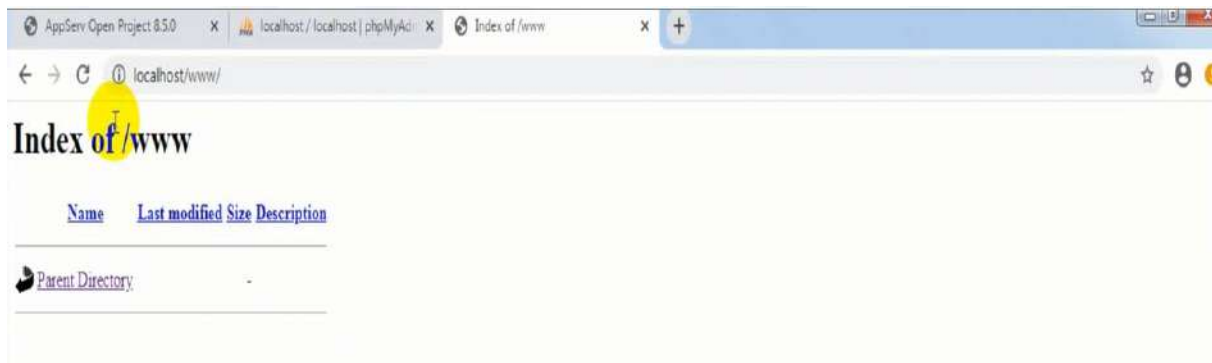 AppServ Open Project 8.5.0
localhost / localhost | phpMyAd
Index of /www
localhost/www/
Index of /www
Name Last modified Size Description
Parent Directory -